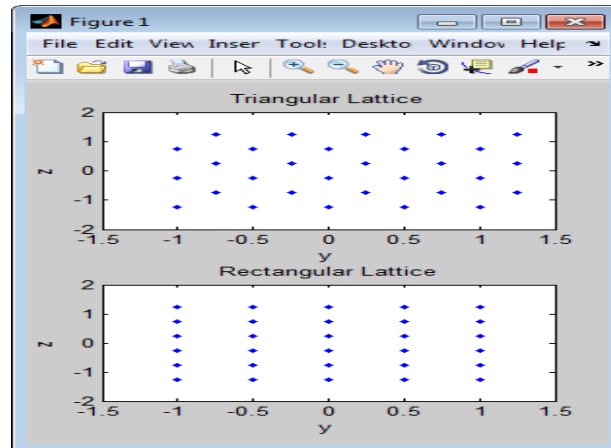 Figure 1
File Edit View Inser Tool: Deskto Window Help
Triangular Lattice
2
1
0
-1
-2
z
-1.5 -1 -0.5 0 0.5 1 1.5
y
Rectangular Lattice
2
1
0
-1
-2
z
-1.5 -1 -0.5 0 0.5 1 1.5
y